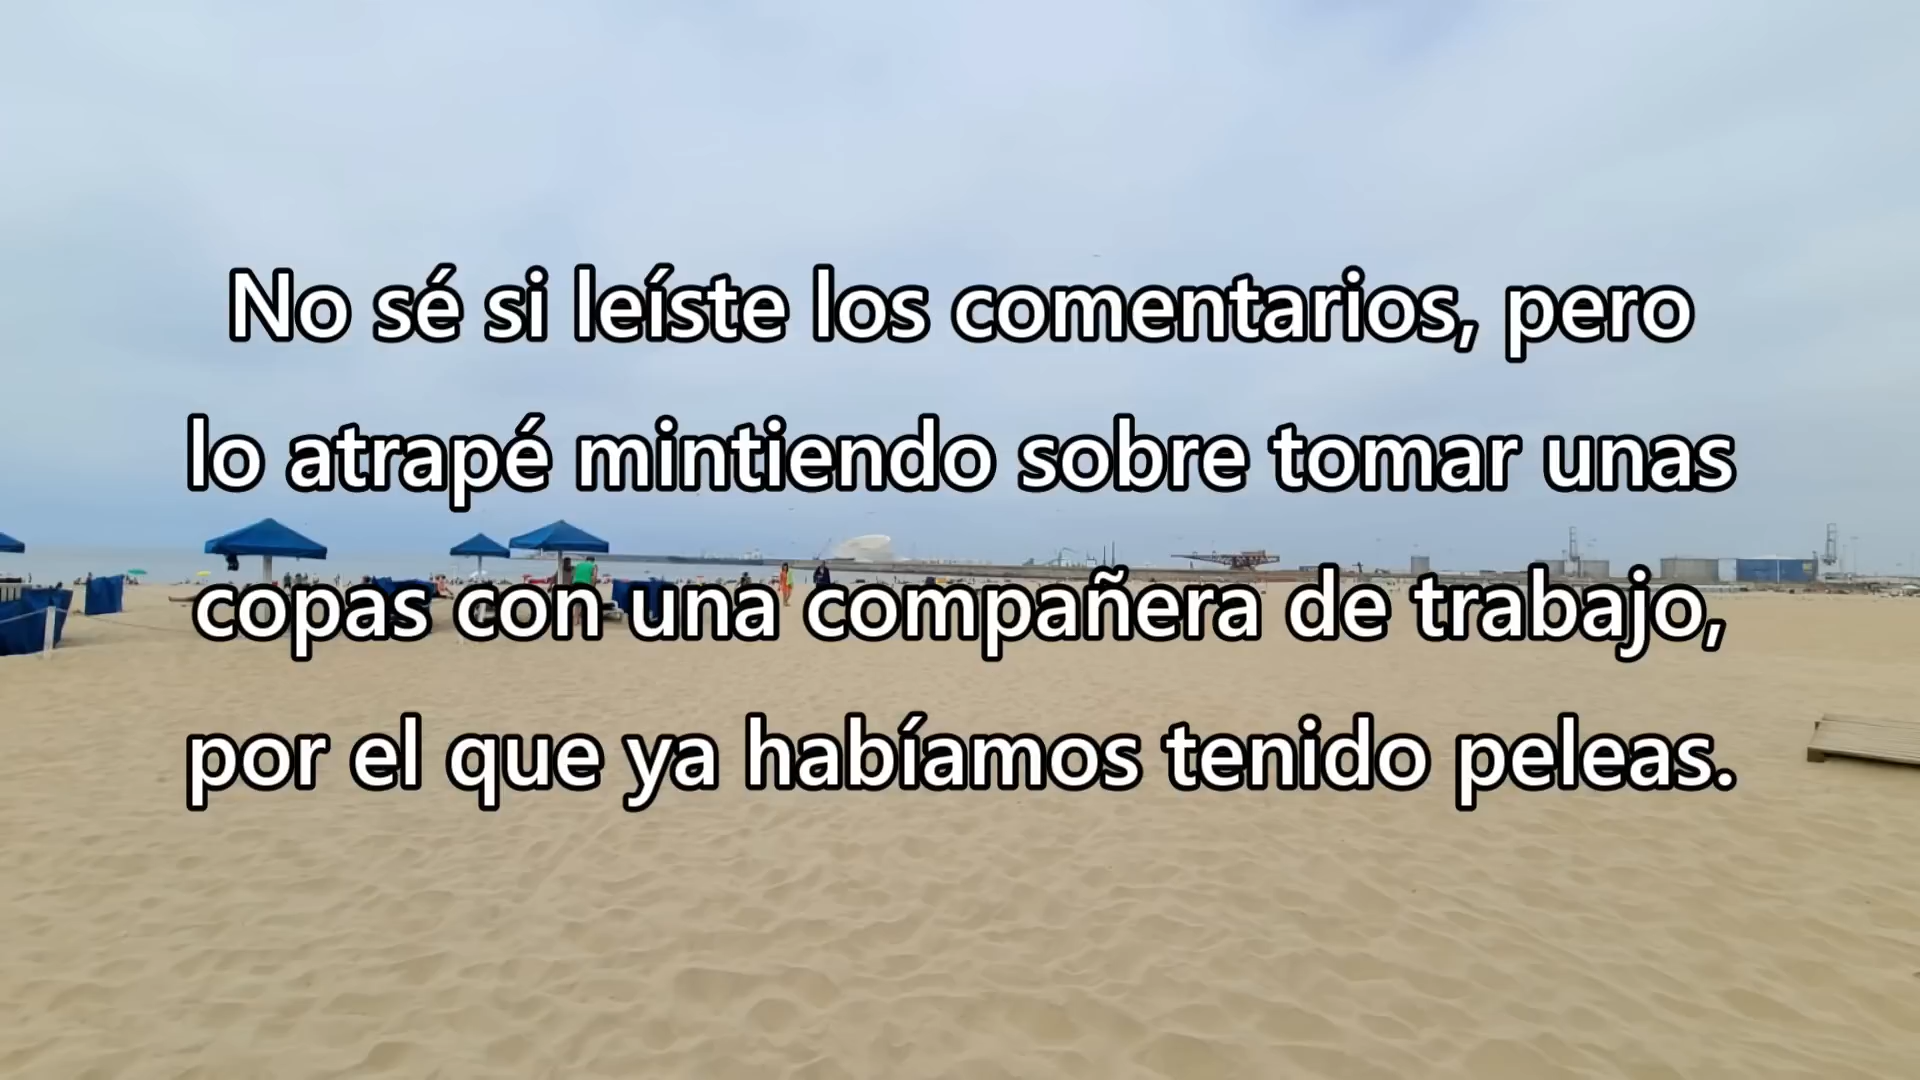 No sé si leíste los comentarios, pero
lo atrapé mintiendo sobre tomar unas
copas con una compañera de trabajo,
por el que ya habíamos tenido peleas.